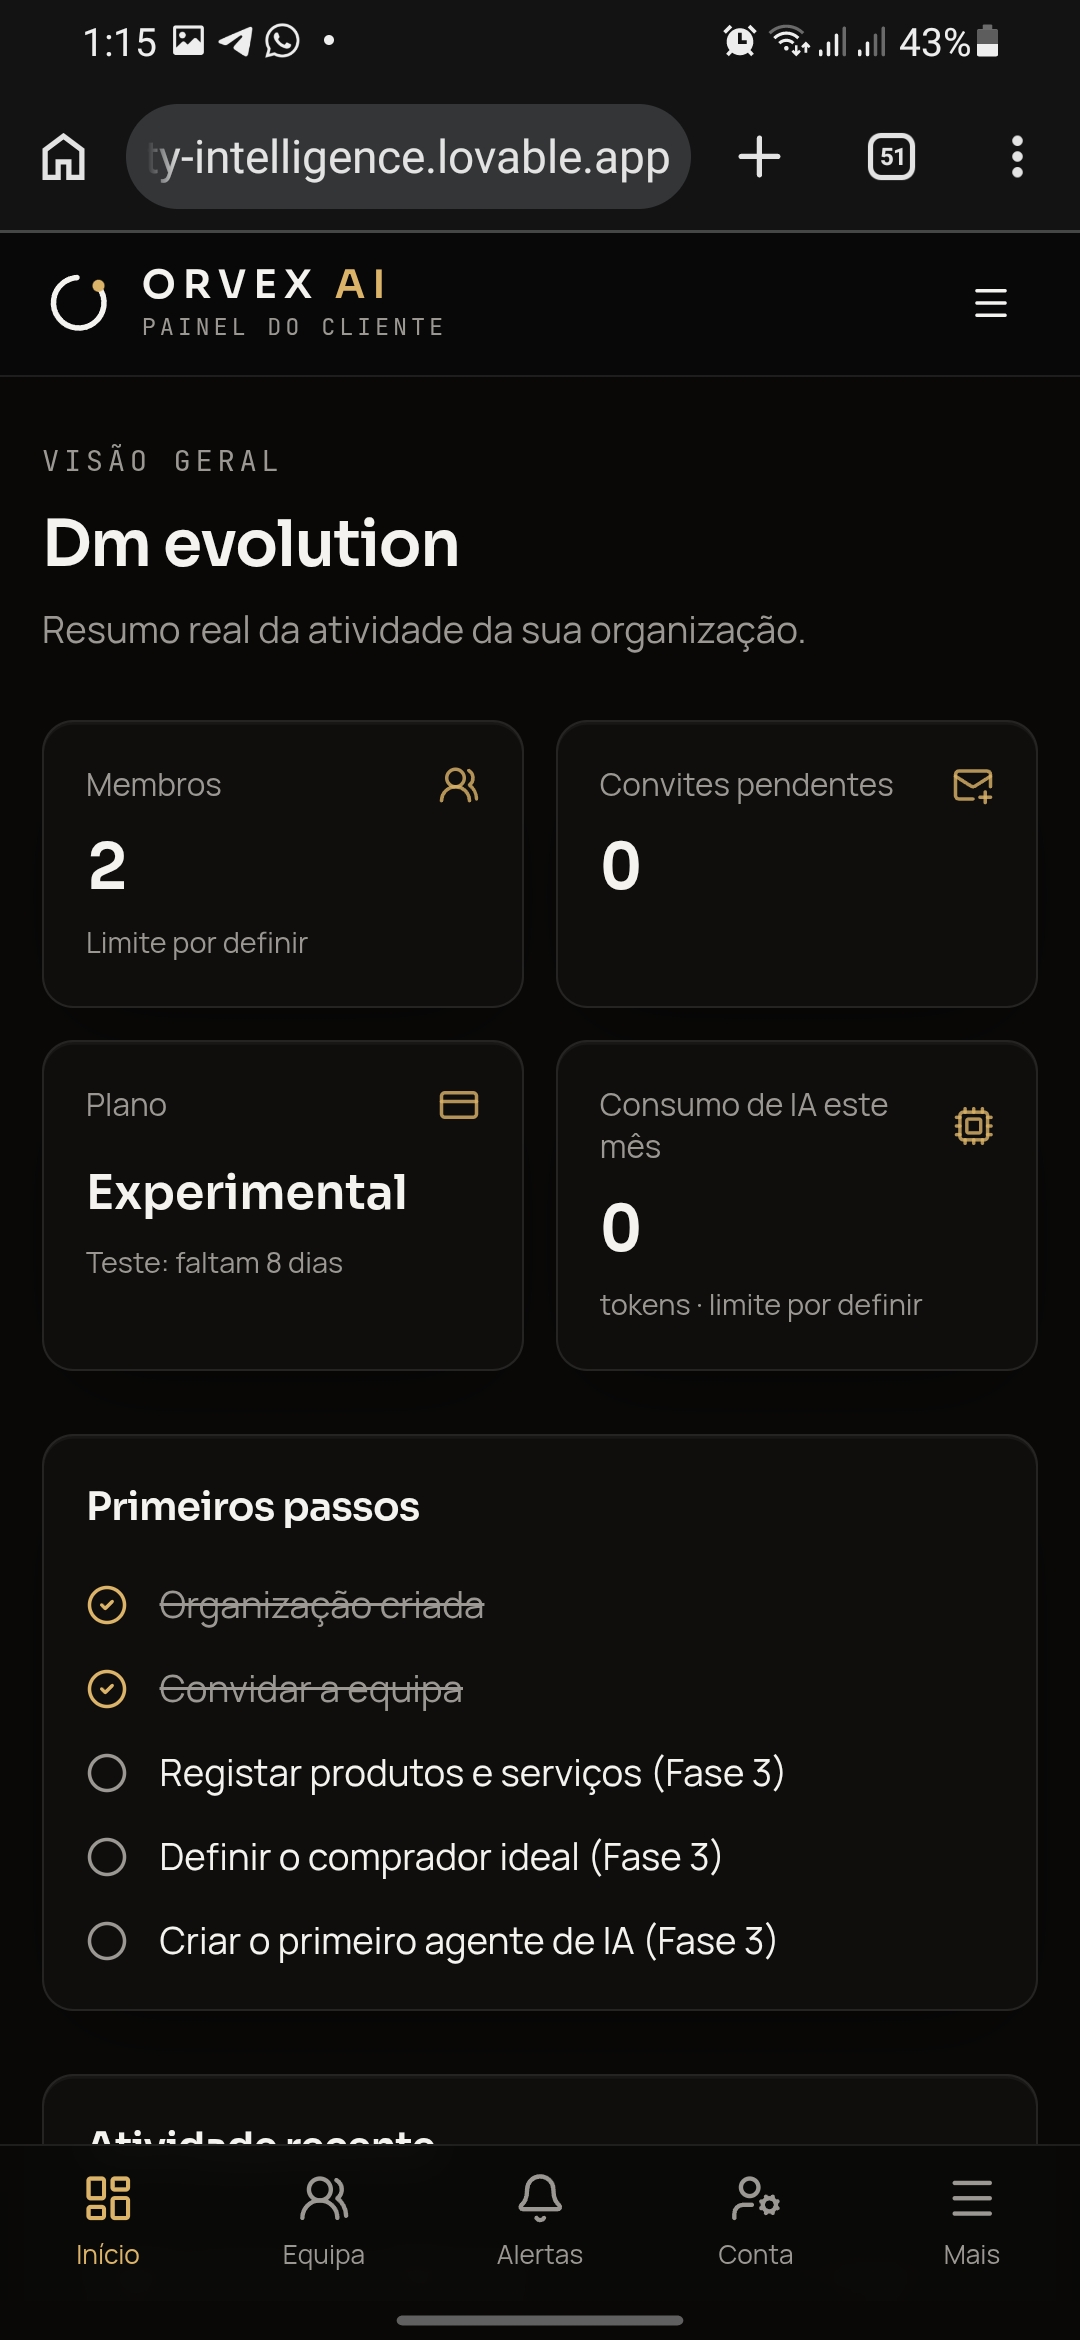 1:15
43%
ty-intelligence.lovable.app
51
ORVEX AI
PAINEL DO CLIENTE
VISÃO GERAL
Dm evolution
Resumo real da atividade da sua organização.
Membros
2
Limite por definir
Convites pendentes
0
Plano
Experimental
Teste: faltam 8 dias
Consumo de IA este
mês
0
tokens · limite por definir
Primeiros passos
Organização criada
Convidar a equipa
Registar produtos e serviços (Fase 3)
Definir o comprador ideal (Fase 3)
Criar o primeiro agente de IA (Fase 3)
Atividade recente
Início
Equipa
Alertas
Conta
Mais